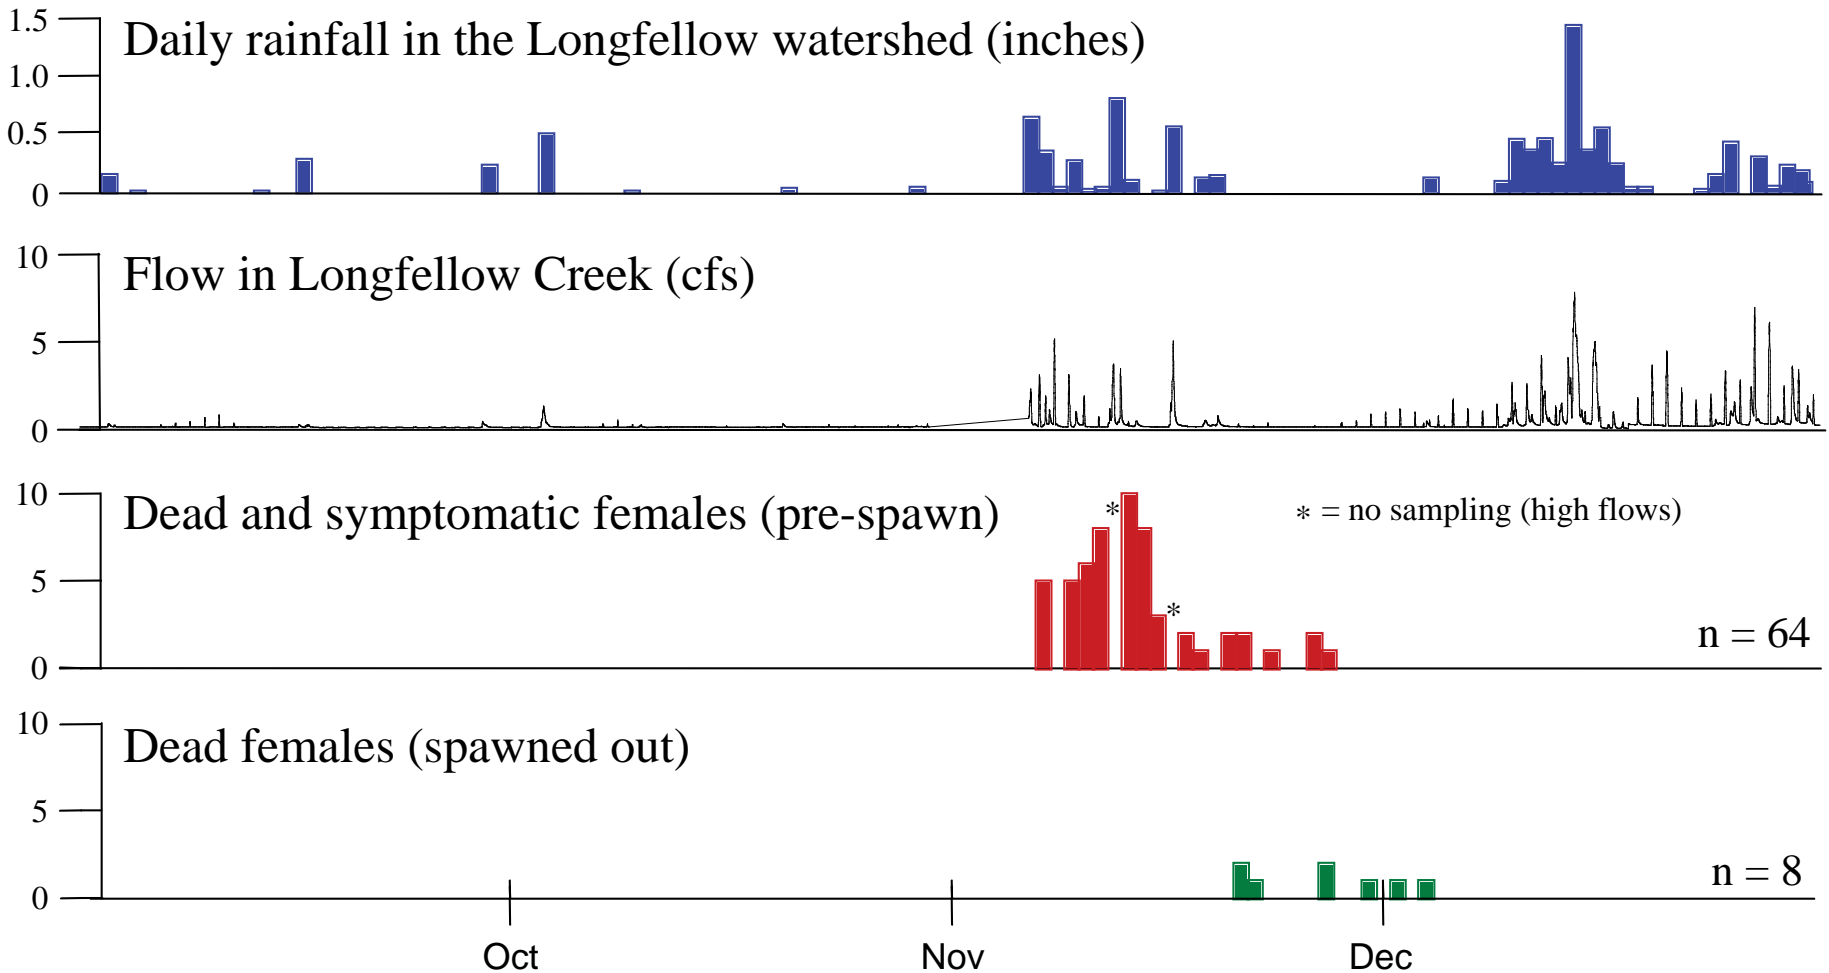 Daily rainfall in the Longfellow watershed (inches)
1.5
1.0
0.5
0
Flow in Longfellow Creek (cfs)
10
5
0
Dead and symptomatic females (pre-spawn)
10
5
0
*
*
* = no sampling (high flows)
n = 64
Dead females (spawned out)
10
5
0
n = 8
Oct
Nov
Dec